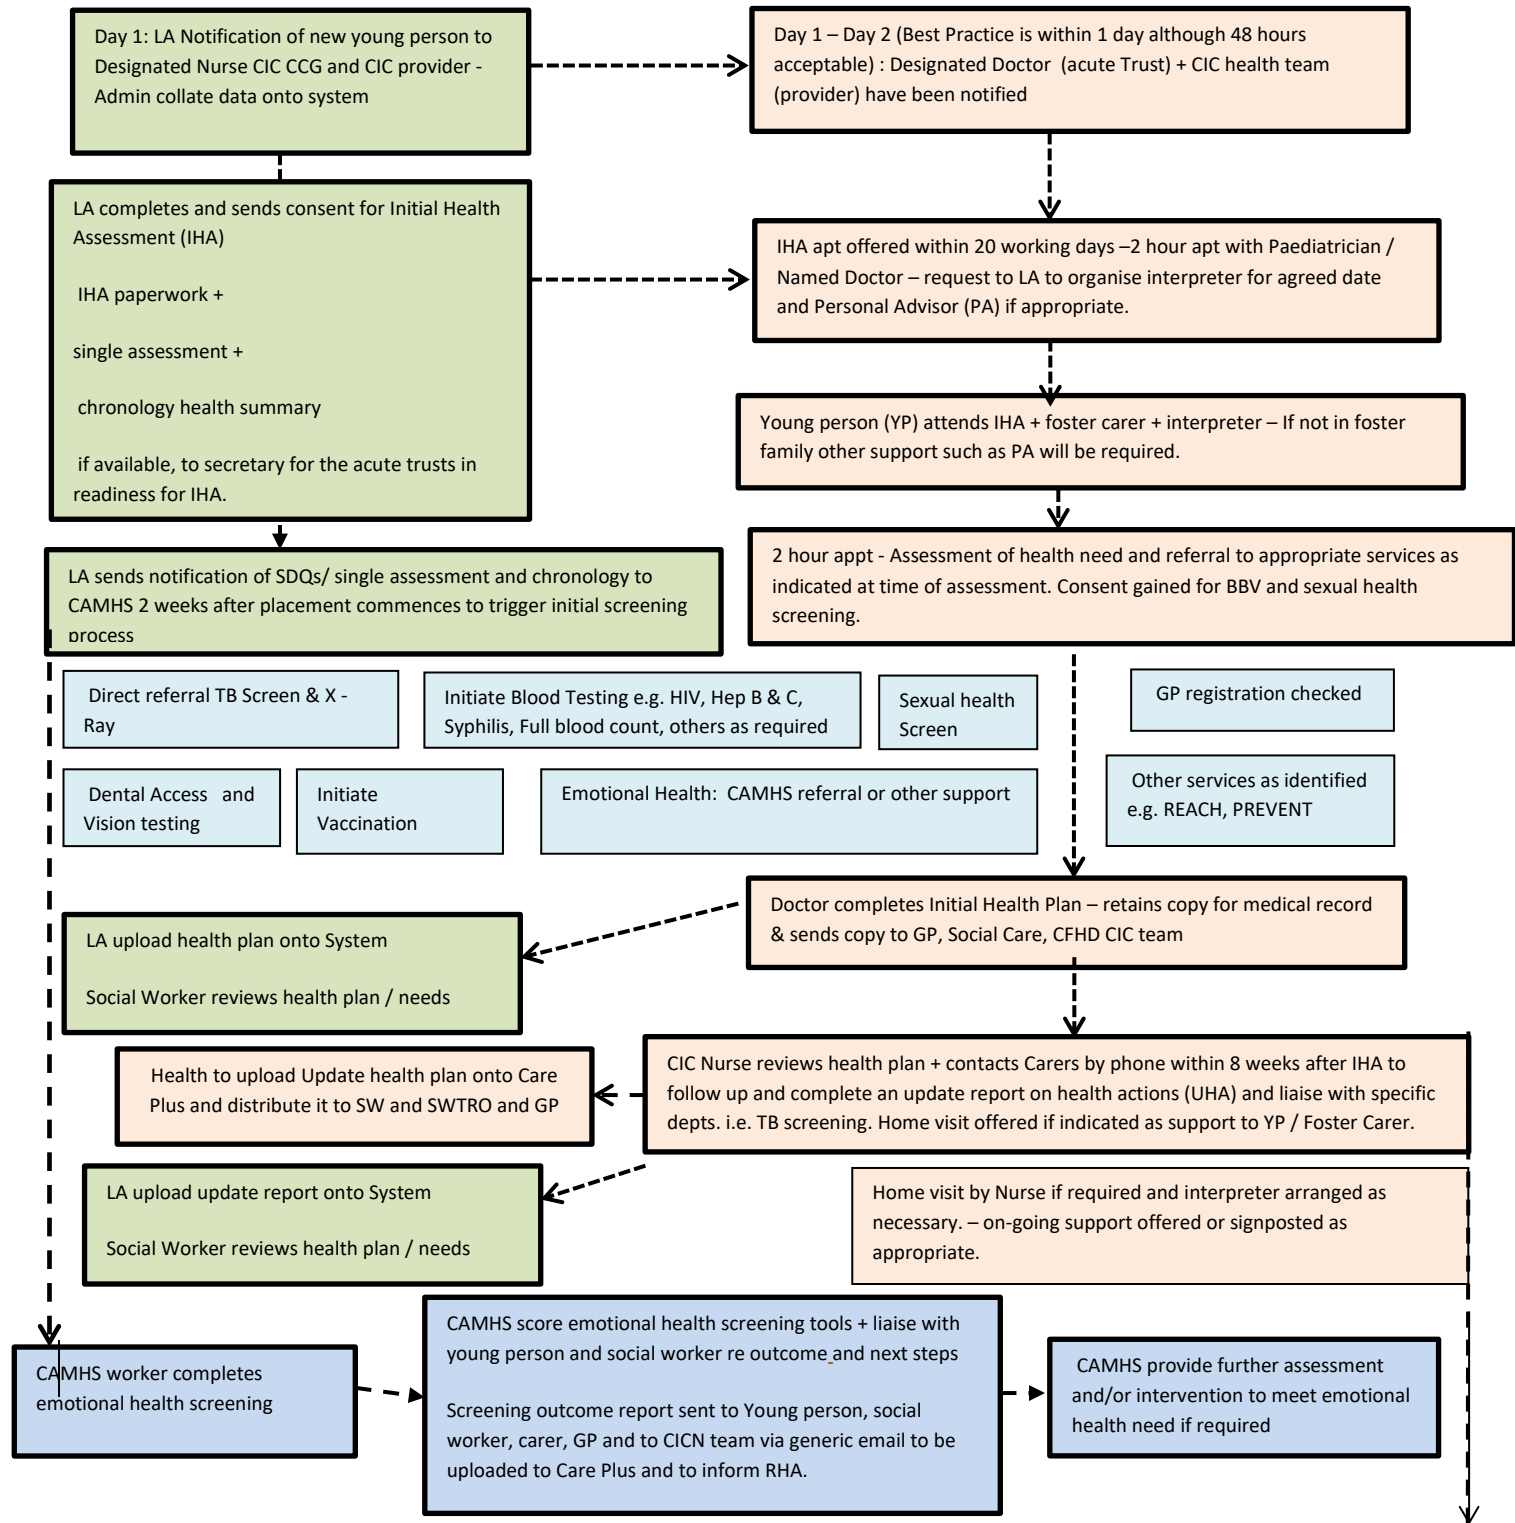 Day 1: LA Notification of new young person to
Designated Nurse CIC CCG and CIC provider -
Admin collate data onto system
Day 1 – Day 2 (Best Practice is within 1 day although 48 hours
acceptable) : Designated Doctor (acute Trust) + CIC health team
(provider) have been notified
LA completes and sends consent for Initial Health
Assessment (IHA)
IHA paperwork +
single assessment +
chronology health summary
if available, to secretary for the acute trusts in
readiness for IHA.
IHA apt offered within 20 working days –2 hour apt with Paediatrician /
Named Doctor – request to LA to organise interpreter for agreed date
and Personal Advisor (PA) if appropriate.
Young person (YP) attends IHA + foster carer + interpreter – If not in foster
family other support such as PA will be required.
LA sends notification of SDQs/ single assessment and chronology to
CAMHS 2 weeks after placement commences to trigger initial screening
process
2 hour appt - Assessment of health need and referral to appropriate services as
indicated at time of assessment. Consent gained for BBV and sexual health
screening.
Direct referral TB Screen & X -
Ray
Initiate Blood Testing e.g. HIV, Hep B & C,
Syphilis, Full blood count, others as required
Sexual health
Screen
GP registration checked
Dental Access and
Vision testing
Initiate
Vaccination
Emotional Health: CAMHS referral or other support
Other services as identified
e.g. REACH, PREVENT
Doctor completes Initial Health Plan – retains copy for medical record
& sends copy to GP, Social Care, CFHD CIC team
LA upload health plan onto System
Social Worker reviews health plan / needs
CIC Nurse reviews health plan + contacts Carers by phone within 8 weeks after IHA to
follow up and complete an update report on health actions (UHA) and liaise with specific
depts. i.e. TB screening. Home visit offered if indicated as support to YP / Foster Carer.
Health to upload Update health plan onto Care
Plus and distribute it to SW and SWTRO and GP
LA upload update report onto System
Social Worker reviews health plan / needs
Home visit by Nurse if required and interpreter arranged as
necessary. – on-going support offered or signposted as
appropriate.
CAMHS worker completes
emotional health screening
CAMHS score emotional health screening tools + liaise with
young person and social worker re outcome and next steps
Screening outcome report sent to Young person, social
worker, carer, GP and to CICN team via generic email to be
uploaded to Care Plus and to inform RHA.
CAMHS provide further assessment
and/or intervention to meet emotional
health need if required